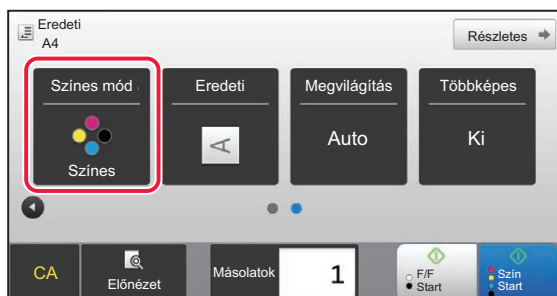 Eredeti
A4
Részletes
Színes mód
Eredeti
Megvilágítás
Többképes
A
Auto
Ki
Színes
CA
Előnézet
Másolatok
1
F/F
Start
Szín
Start